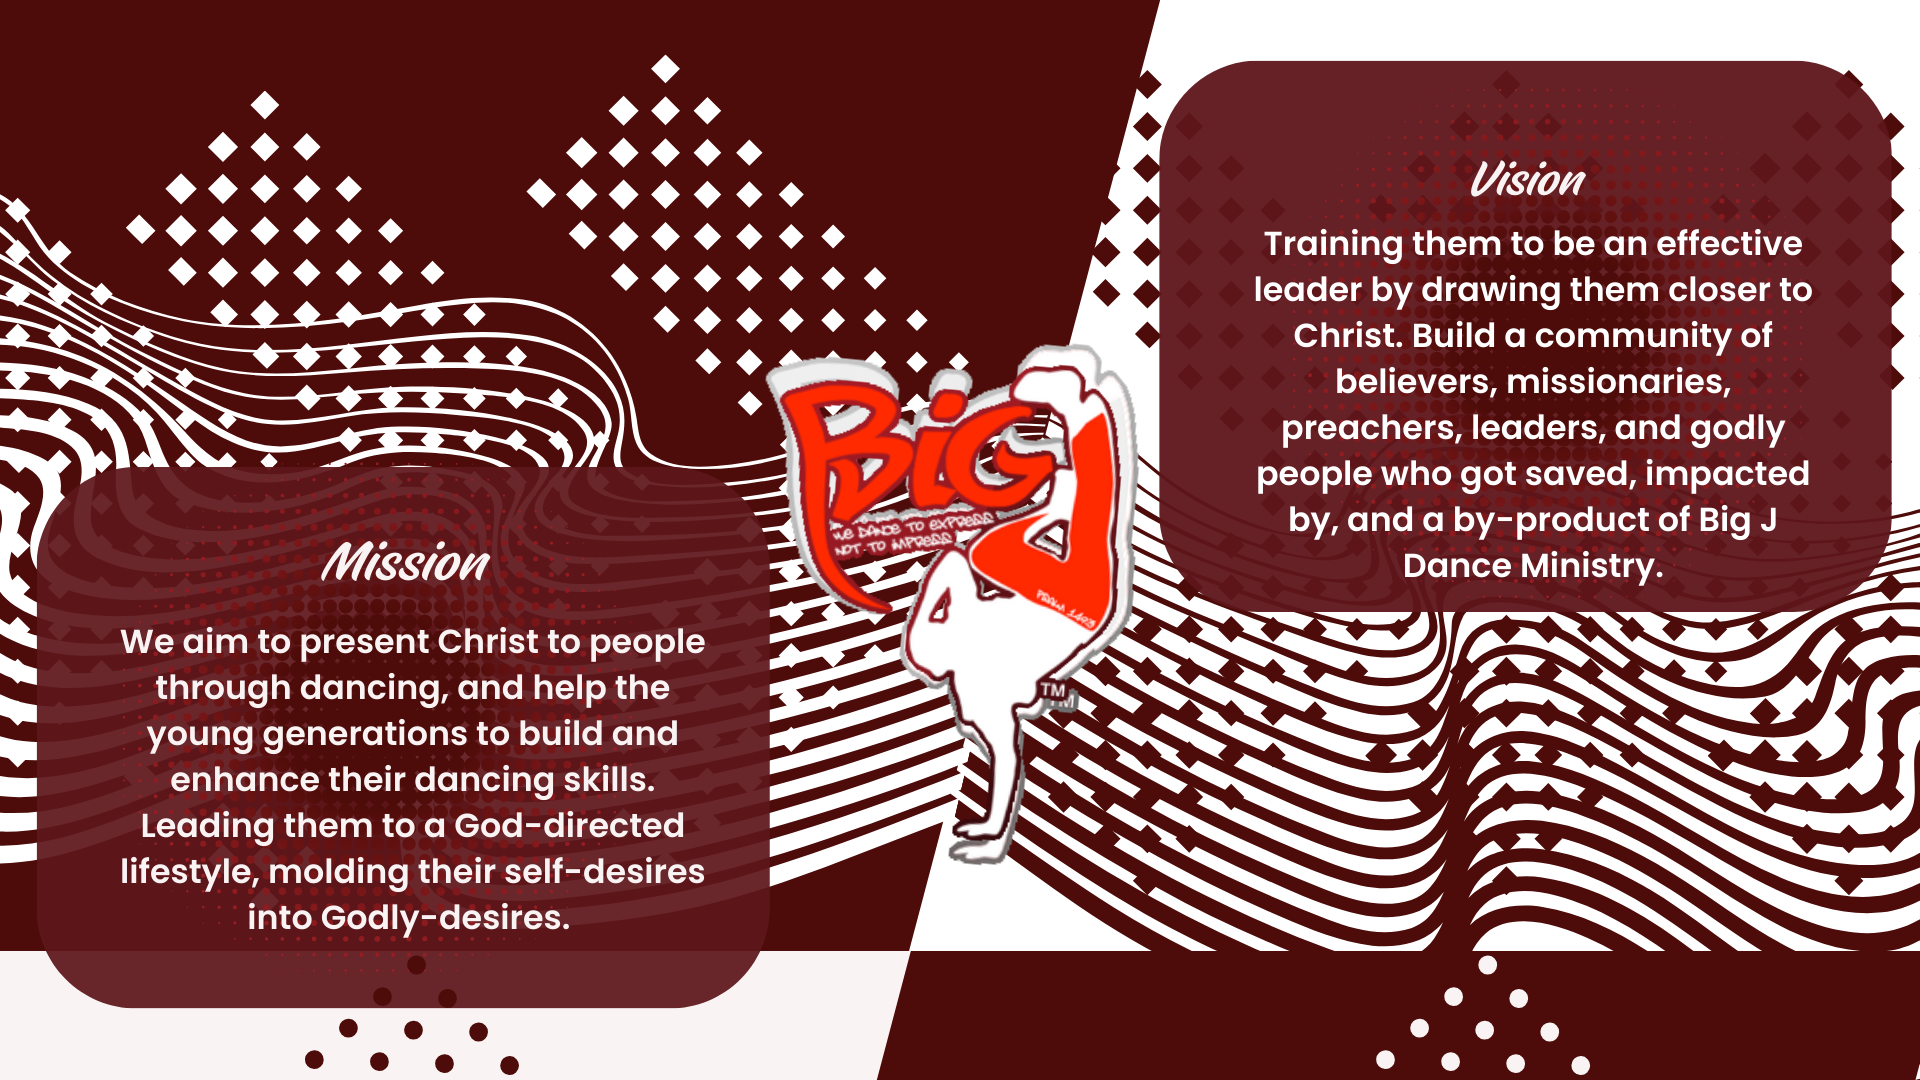 Vision
Training them to be an effective
leader by drawing them closer to
Christ. Build a community of
believers, missionaries,
preachers, leaders, and godly
people who got saved, impacted
by, and a by-product of Big J
Dance Ministry.
BiG
WE DANCE TO EXPRESS
NOT TO IMPRESS
PSALM 149:3
TM
Mission
We aim to present Christ to people
through dancing, and help the
young generations to build and
enhance their dancing skills.
Leading them to a God-directed
lifestyle, molding their self-desires
into Godly-desires.